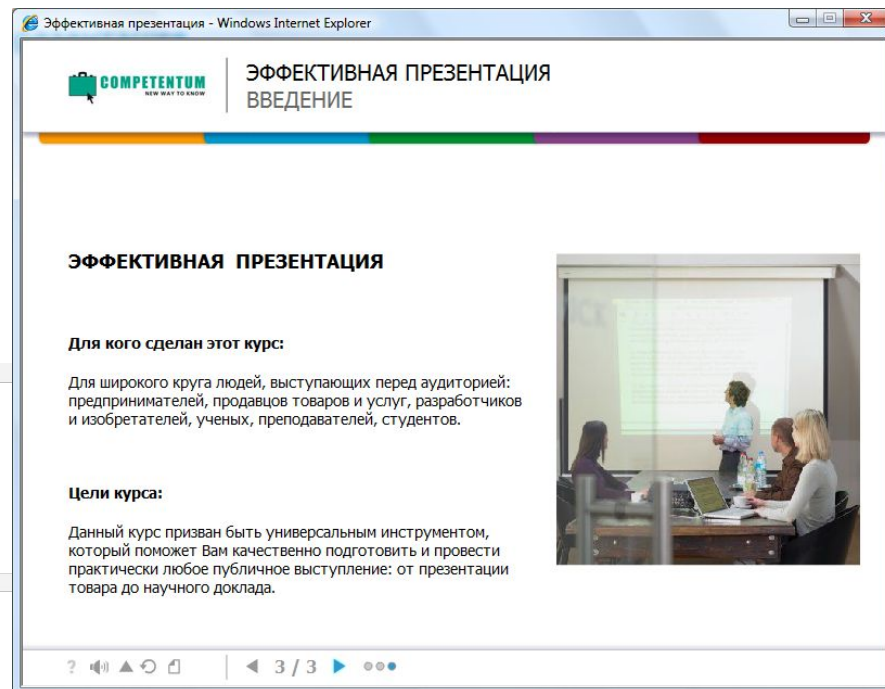 Эффективная презентация - Windows Internet Explorer
COMPETENTUM
NEW WAY TO KNOW
ЭФФЕКТИВНАЯ ПРЕЗЕНТАЦИЯ
ВВЕДЕНИЕ
ЭФФЕКТИВНАЯ ПРЕЗЕНТАЦИЯ
Для кого сделан этот курс:
Для широкого круга людей, выступающих перед аудиторией:
предпринимателей, продавцов товаров и услуг, разработчиков
и изобретателей, ученых, преподавателей, студентов.
Цели курса:
Данный курс призван быть универсальным инструментом,
который поможет Вам качественно подготовить и провести
практически любое публичное выступление: от презентации
товара до научного доклада.
? 3 / 3